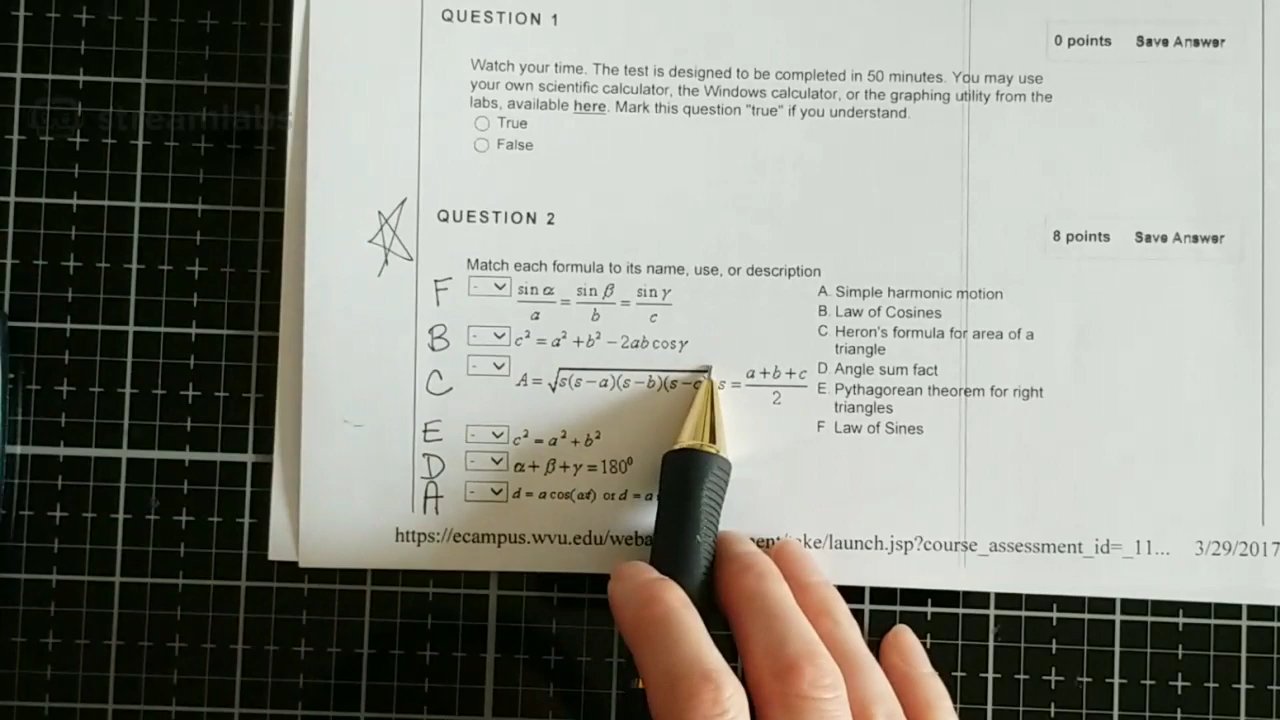 QUESTION 1
0 points Save Answer
Watch your time. The test is designed to be completed in 50 minutes. You may use
your own scientific calculator, the Windows calculator, or the graphing utility from the
labs, available here. Mark this question "true" if you understand.
True
False
streamlabs
QUESTION 2
8 points Save Answer
Match each formula to its name, use, or description
F - sin α / a = sin β / b = sin γ / c
B - c² = a² + b² − 2ab cos γ
C - A = √s(s−a)(s−b)(s−c) s = a+b+c / 2
E - c² = a² + b²
D - α + β + γ = 180⁰
A - d = a cos(ωt) or d = a
A. Simple harmonic motion
B. Law of Cosines
C. Heron's formula for area of a
triangle
D. Angle sum fact
E. Pythagorean theorem for right
triangles
F Law of Sines
https://ecampus.wvu.edu/weba ke/launch.jsp?course_assessment_id=_11... 3/29/2017